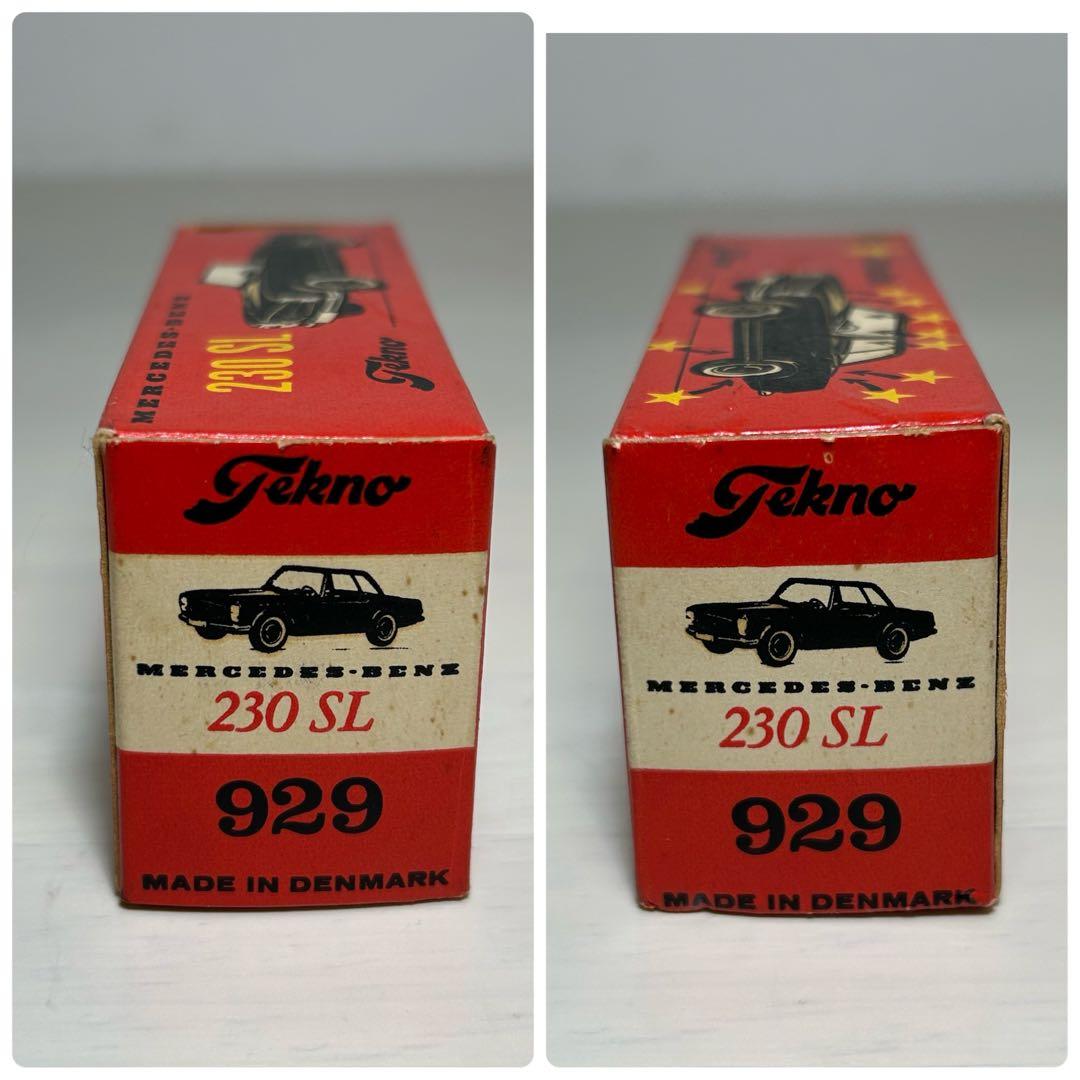 MERCEDES-BENZ
230 SL
Tekno
Tekno
MERCEDES-BENZ
230 SL
929
MADE IN DENMARK
Tekno
MERCEDES-BENZ
230 SL
929
MADE IN DENMARK